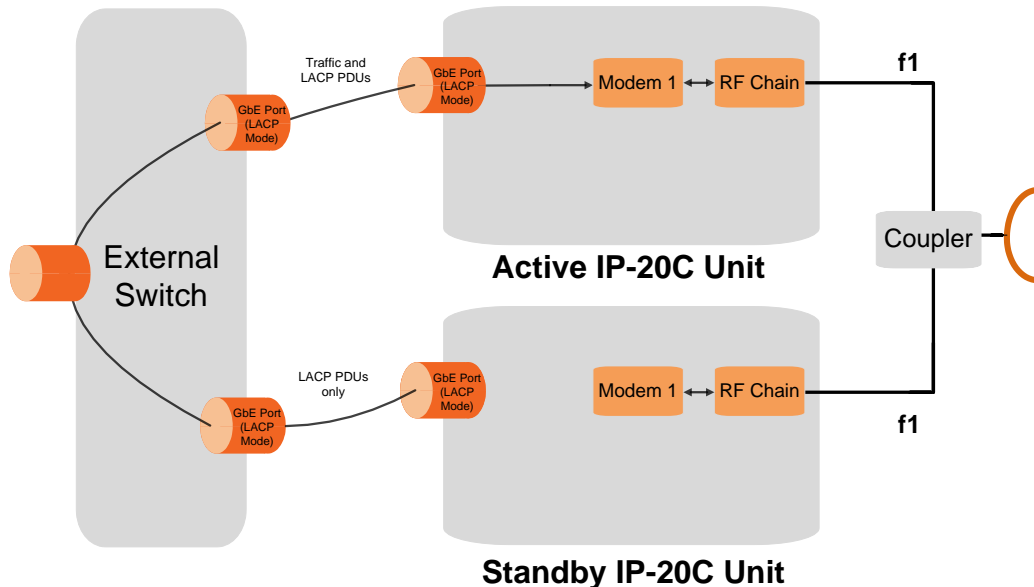 f1
Traffic and
LACP PDUs
GbE Port
(LACP
Mode)
Modem 1
RF Chain
GbE Port
(LACP
Mode)
External
Switch
Coupler
Active IP-20C Unit
LACP PDUs
only
GbE Port
(LACP
Mode)
Modem 1
RF Chain
GbE Port
(LACP
Mode)
f1
Standby IP-20C Unit